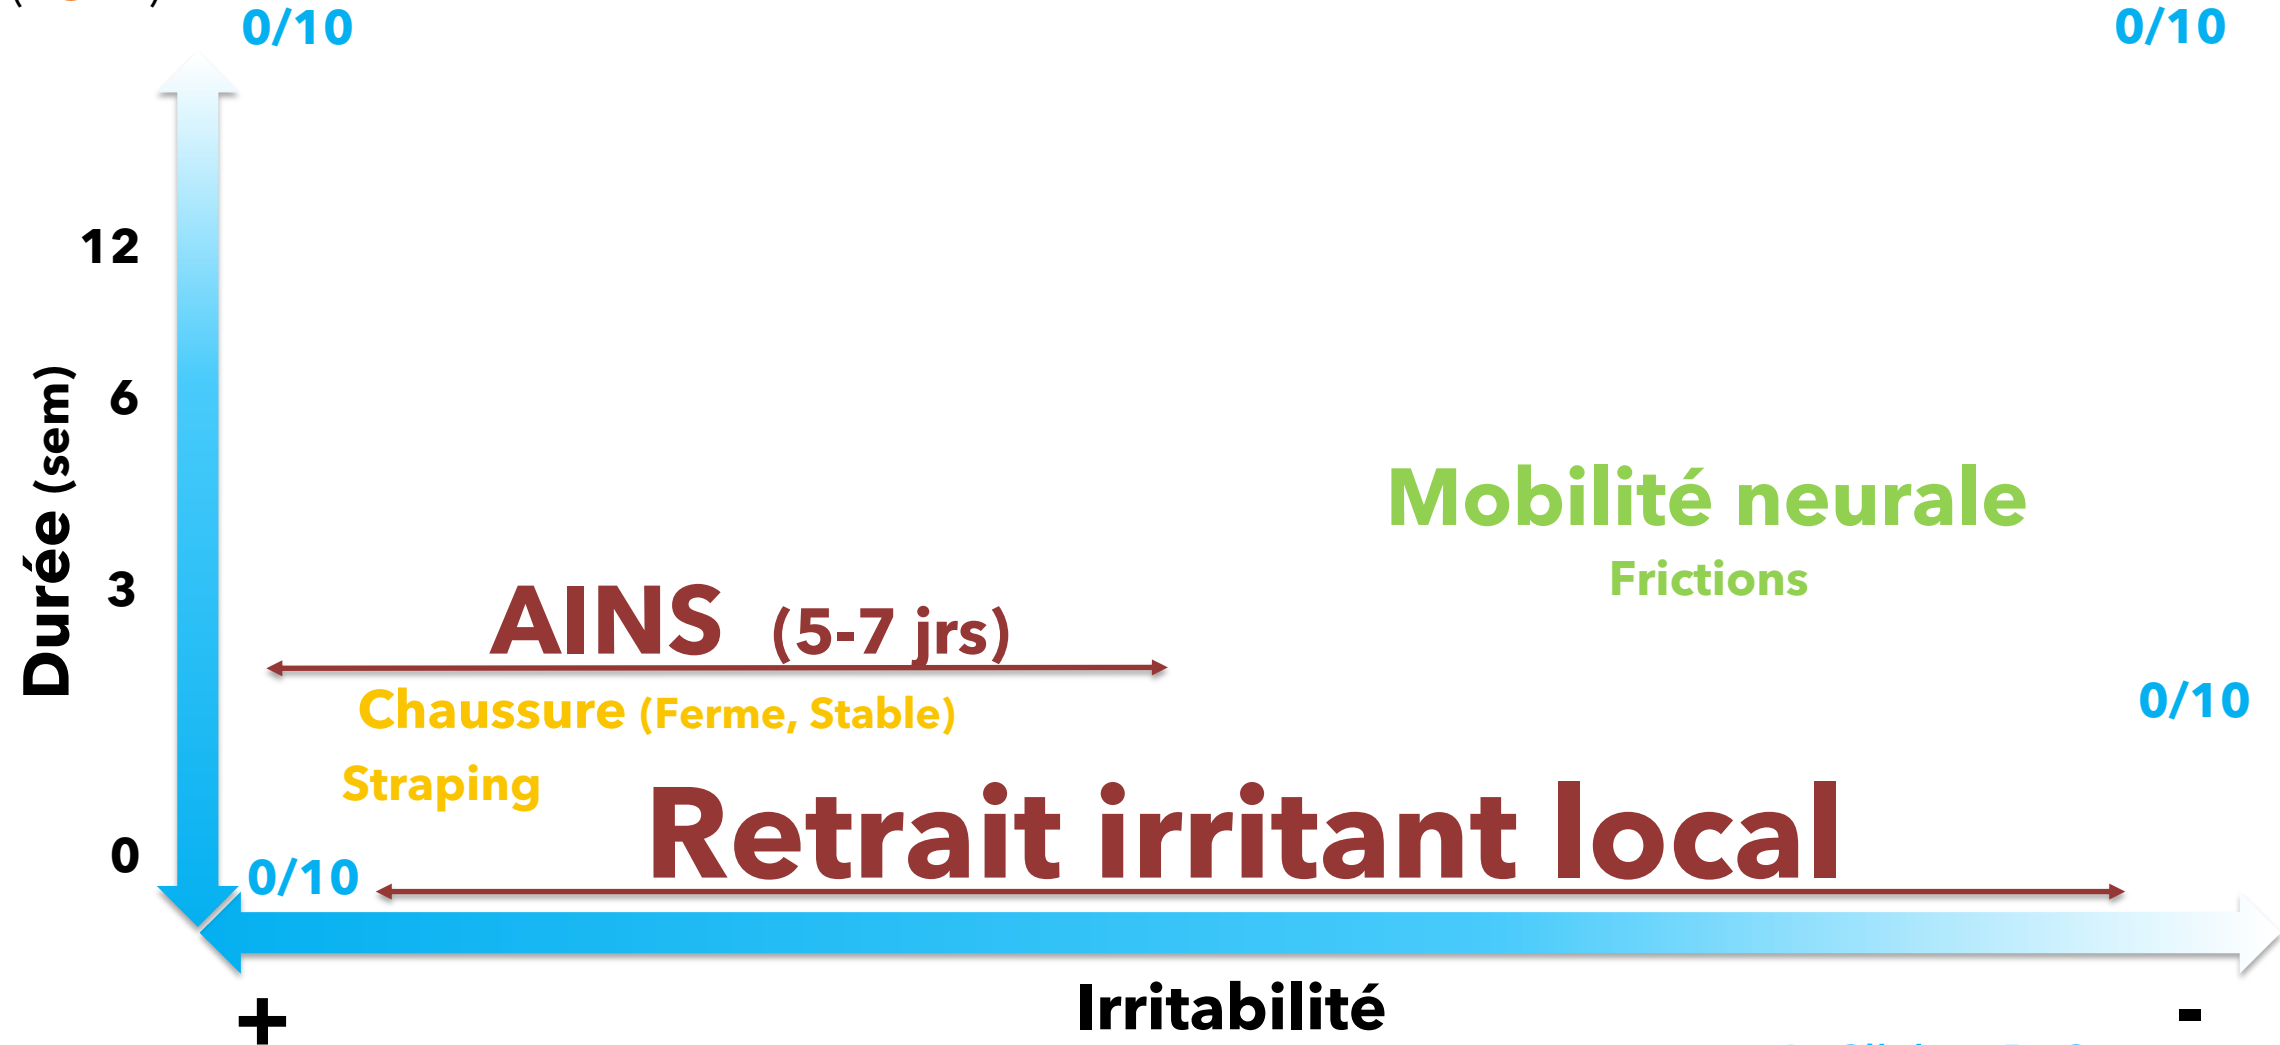 0/10
0/10
12
6
3
0
Durée (sem)
Mobilité neurale
Frictions
AINS (5-7 jrs)
Chaussure (Ferme, Stable)
0/10
Straping
Retrait irritant local
0/10
Irritabilité
+
-